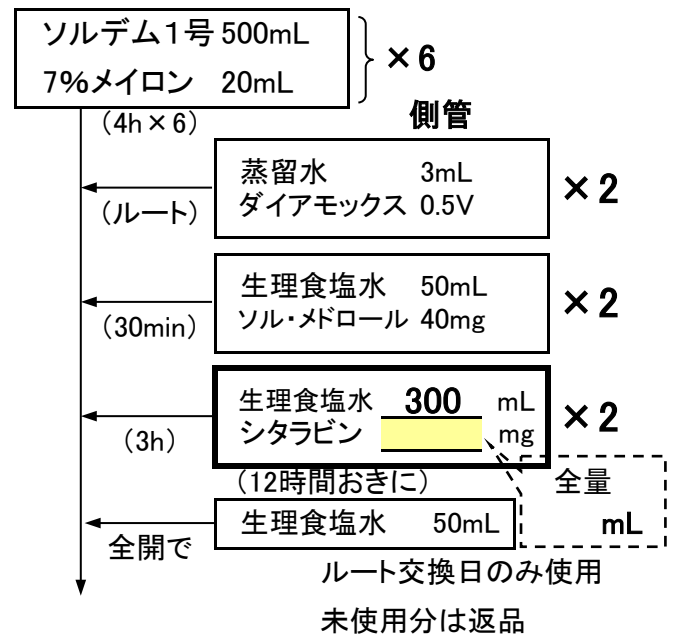 ソルデム１号 500mL
7%メイロン 20mL
×6
（4h×6）
側管
蒸留水 3mL
ダイアモックス 0.5V
×2
（ルート）
生理食塩水 50mL
ソル・メドロール 40mg
×2
（30min）
生理食塩水 300 mL
シタラビン mg
×2
（3h）
（12時間おきに）
全量
mL
生理食塩水 50mL
全開で
ルート交換日のみ使用
未使用分は返品